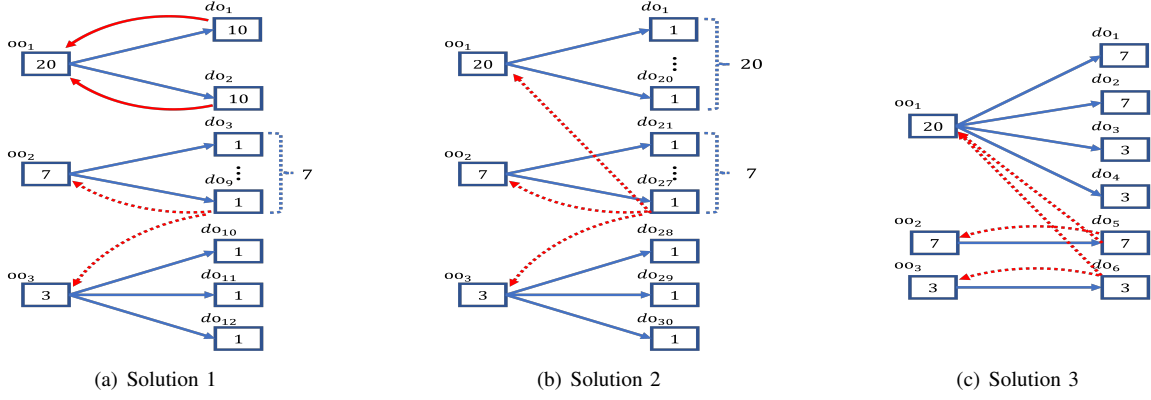 do₁
oo₁
10
20
do₂
10
do₃
oo₂
1
...
7
7
do₉
1
do₁₀
1
oo₃
do₁₁
3
1
do₁₂
1
(a) Solution 1
do₁
oo₁
1
...
20
20
do₂₀
1
do₂₁
oo₂
1
...
7
7
do₂₇
1
do₂₈
1
oo₃
do₂₉
3
1
do₃₀
1
(b) Solution 2
do₁
7
do₂
oo₁
7
20
do₃
3
do₄
3
oo₂
do₅
7
7
oo₃
do₆
3
3
(c) Solution 3